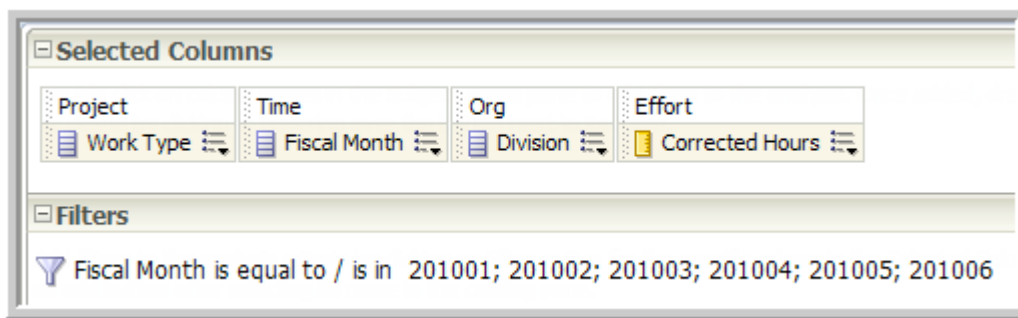 Selected Columns
Project Time Org Effort
Work Type Fiscal Month Division Corrected Hours
Filters
Fiscal Month is equal to / is in 201001; 201002; 201003; 201004; 201005; 201006